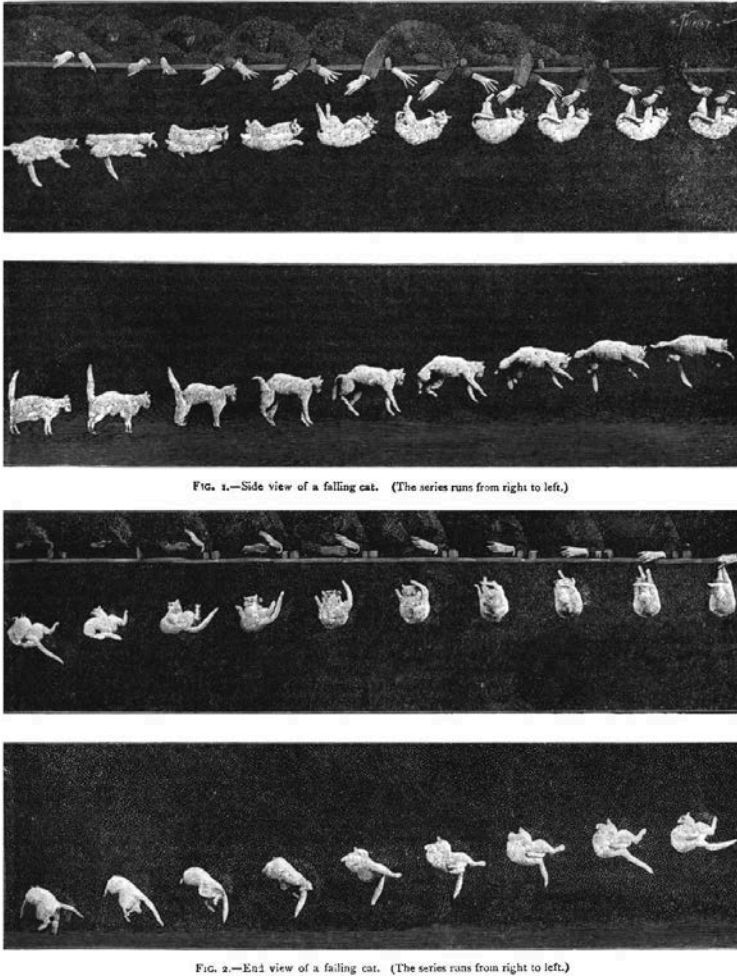 FIG. 1.—Side view of a falling cat. (The series runs from right to left.)
FIG. 2.—End view of a falling cat. (The series runs from right to left.)